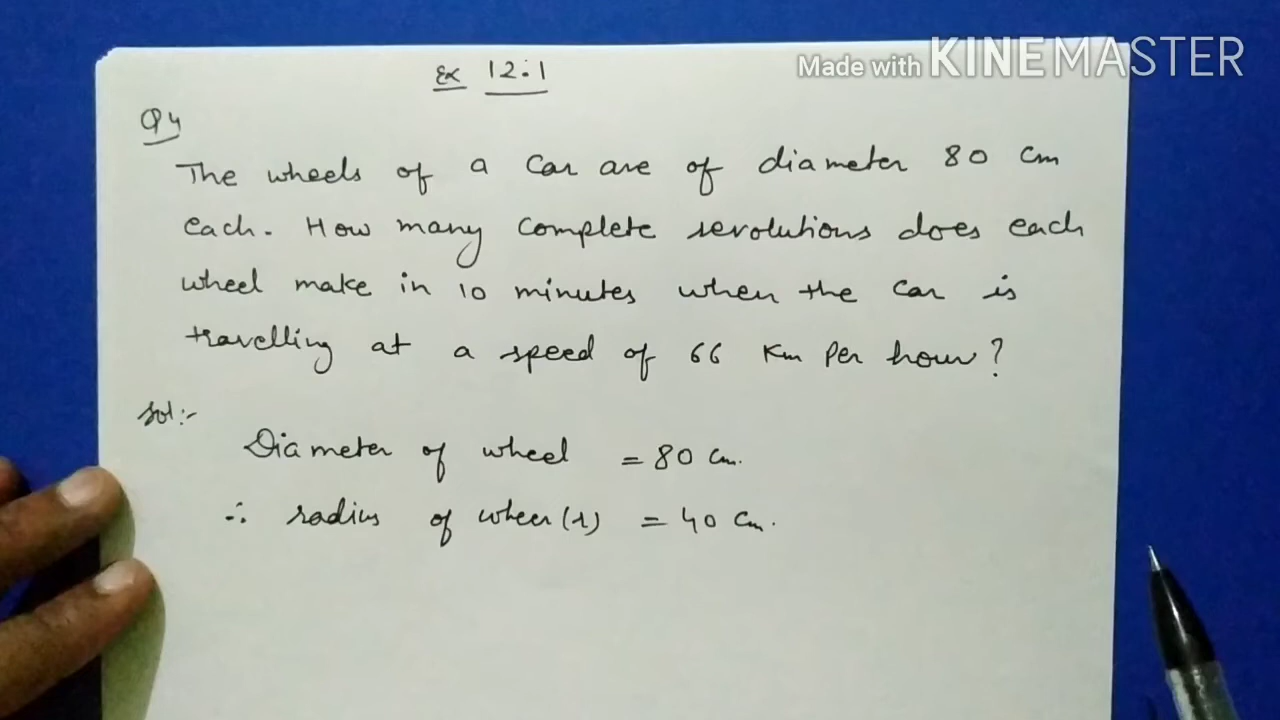 Made with KINEMASTER
Ex 12.1
Q4
The wheels of a car are of diameter 80 cm
each. How many complete revolutions does each
wheel make in 10 minutes when the car is
travelling at a speed of 66 Km per hour?
Sol:-
Diameter of wheel = 80 cm.
∴ radius of wheel (r) = 40 cm.